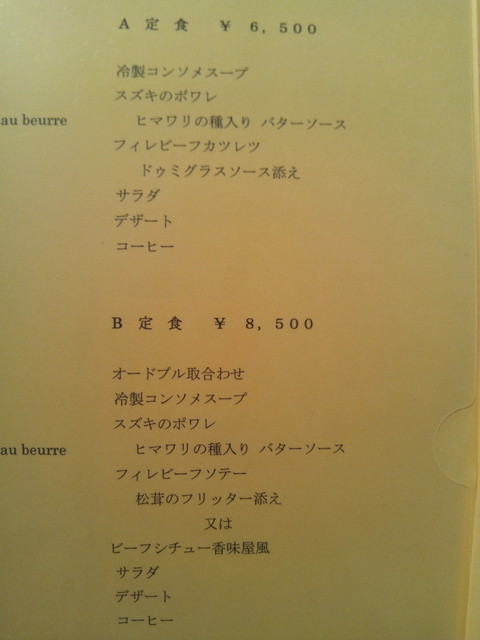 A 定 食 ￥ 6, 500
冷製コンソメスープ
スズキのポワレ
au beurre
ヒマワリの種入り バターソース
フィレビーフカツレツ
ドゥミグラスソース添え
サラダ
デザート
コーヒー
B 定 食 ￥ 8, 500
オードブル取合わせ
冷製コンソメスープ
スズキのポワレ
au beurre
ヒマワリの種入り バターソース
フィレビーフソテー
松茸のフリッター添え
又は
ビーフシチュー香味屋風
サラダ
デザート
コーヒー